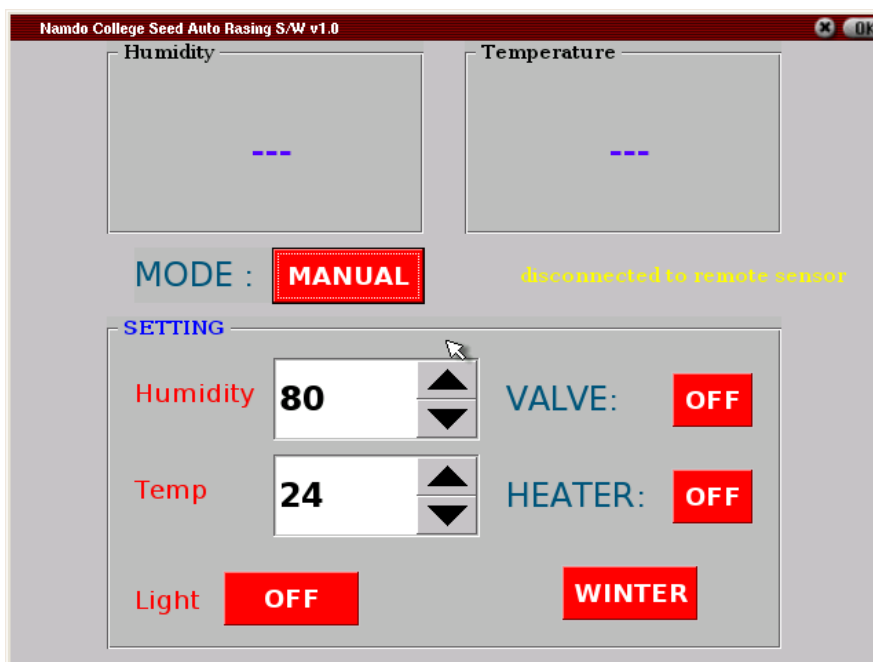 Namdo College Seed Auto Rasing S/W v1.0
OK
Humidity
Temperature
---
---
MODE : MANUAL
disconnected to remote sensor
SETTING
Humidity 80 VALVE: OFF
Temp 24 HEATER: OFF
Light OFF WINTER